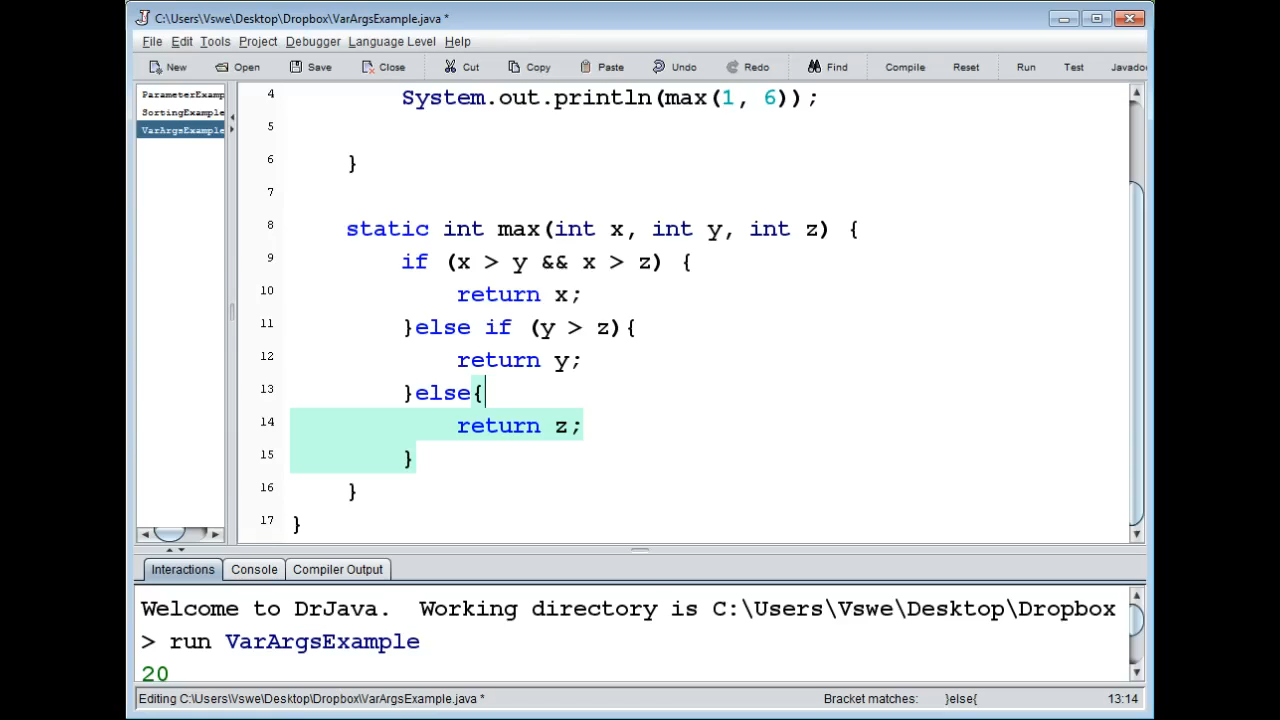 C:\Users\Vswe\Desktop\Dropbox\VarArgsExample.java *
File Edit Tools Project Debugger Language Level Help
New Open Save Close Cut Copy Paste Undo Redo Find Compile Reset Run Test Javado
ParameterExamp
SortingExample
VarArgsExample
4 System.out.println(max(1, 6));
5
6 }
7
8 static int max(int x, int y, int z) {
9 if (x > y && x > z) {
10 return x;
11 }else if (y > z){
12 return y;
13 }else{
14 return z;
15 }
16 }
17 }
Interactions Console Compiler Output
Welcome to DrJava. Working directory is C:\Users\Vswe\Desktop\Dropbox
> run VarArgsExample
20
Editing C:\Users\Vswe\Desktop\Dropbox\VarArgsExample.java * Bracket matches: }else{ 13:14